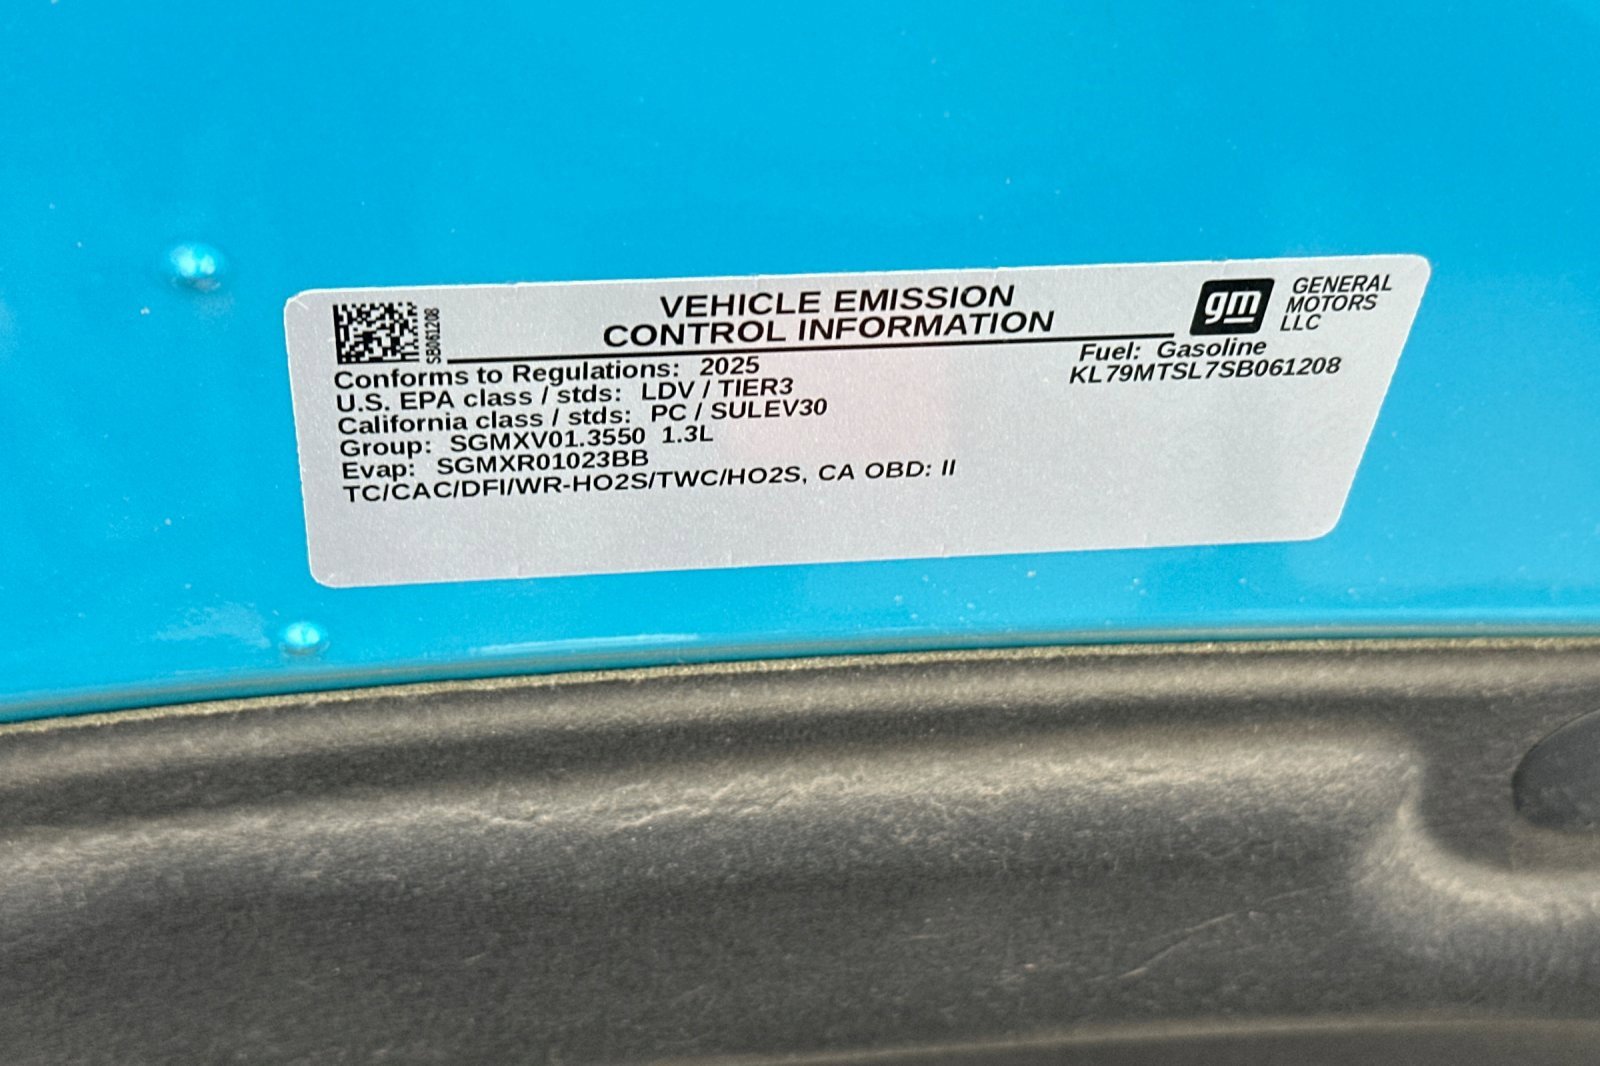 SB061208
VEHICLE EMISSION
CONTROL INFORMATION
gm
GENERAL
MOTORS
LLC
Conforms to Regulations: 2025
U.S. EPA class / stds: LDV / TIER3
California class / stds: PC / SULEV30
Group: SGMXV01.3550 1.3L
Evap: SGMXR01023BB
TC/CAC/DFI/WR-HO2S/TWC/HO2S, CA OBD: II
Fuel: Gasoline
KL79MTSL7SB061208